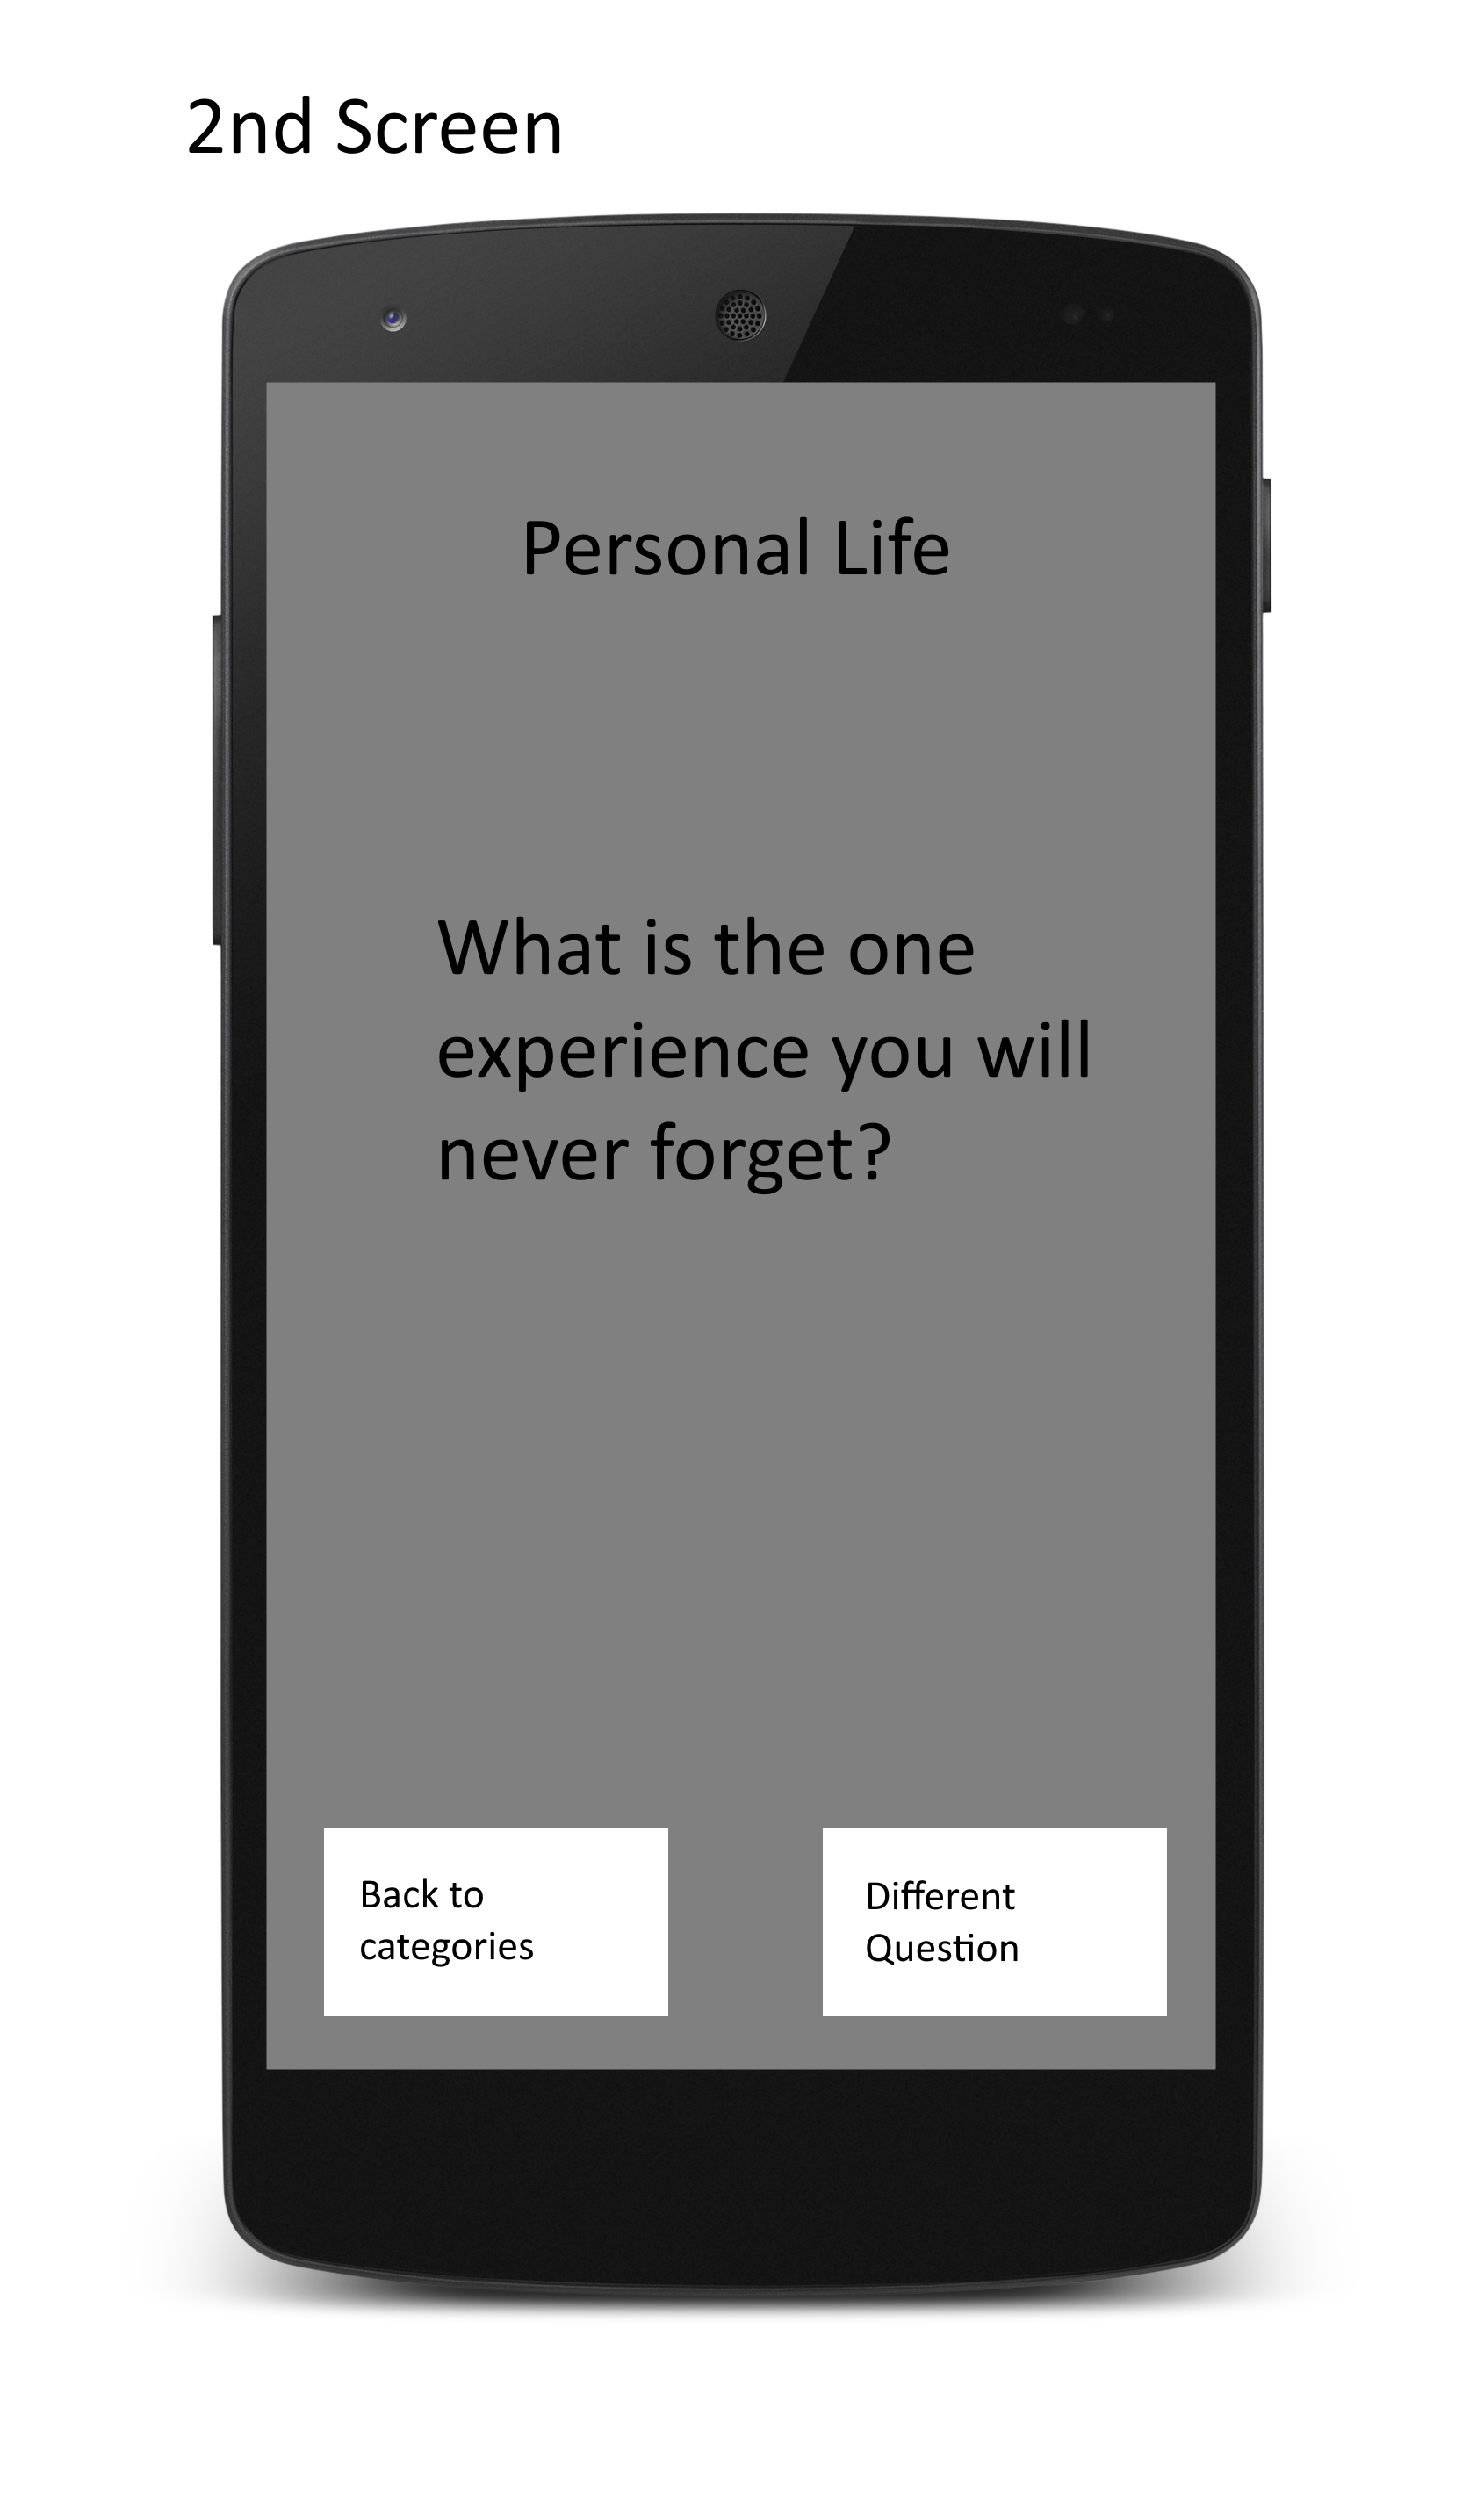 2nd Screen
Personal Life
What is the one
experience you will
never forget?
Back to
categories
Different
Question